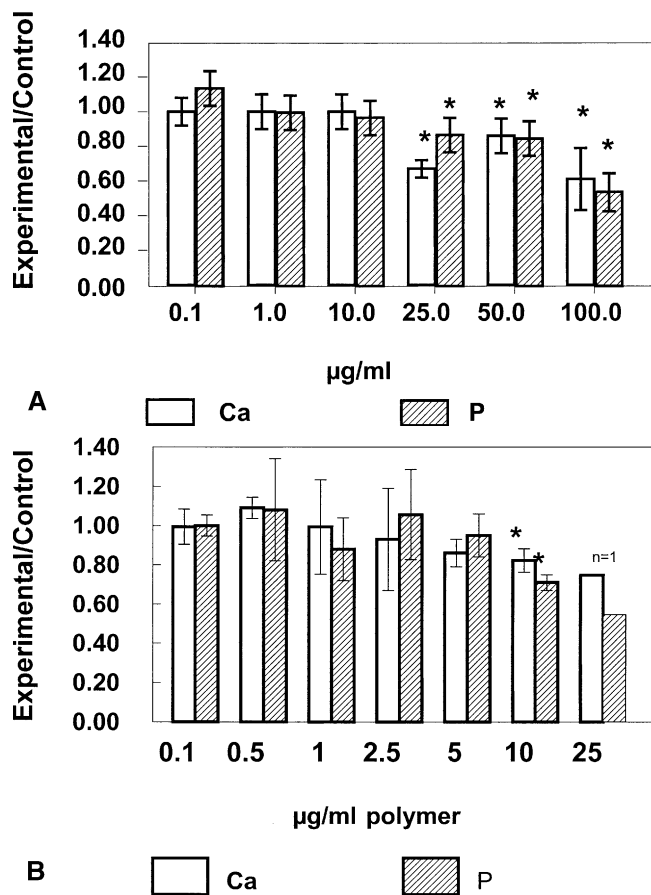 Experimental/Control
1.40
1.20
1.00
0.80
0.60
0.40
0.20
0.00
* * * * * *
0.1 1.0 10.0 25.0 50.0 100.0
µg/ml
A
Ca P
Experimental/Control
1.40
1.20
1.00
0.80
0.60
0.40
0.20
0.00
* * n=1
0.1 0.5 1 2.5 5 10 25
µg/ml polymer
B
Ca P